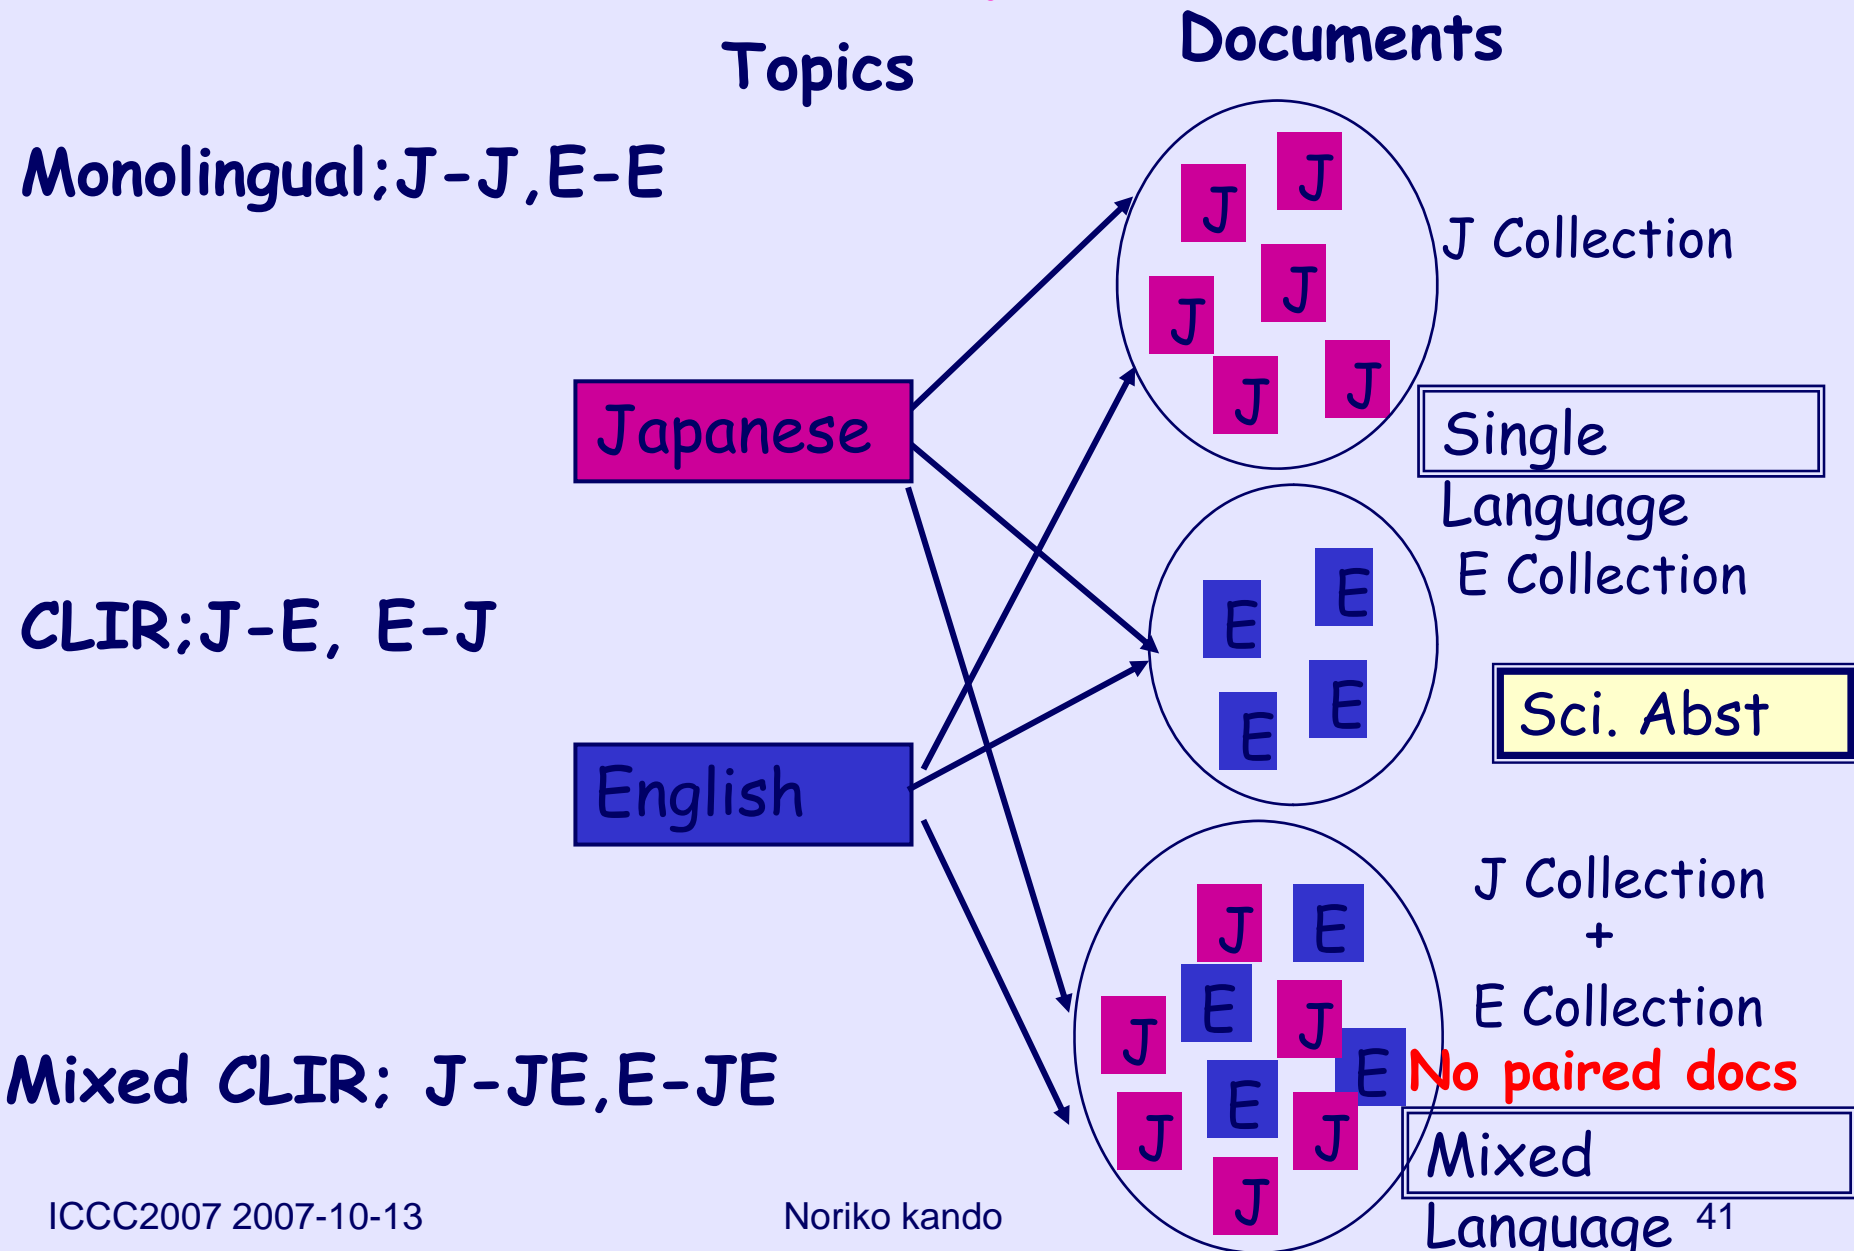 Topics
Documents
Monolingual;J-J,E-E
J
J
J
J
J
J
J Collection
Japanese
Single
Language
E Collection
E
E
E
E
CLIR;J-E, E-J
Sci. Abst
English
J Collection
+
E Collection
J
E
E
J
J
E
E
J
J
J
No paired docs
Mixed CLIR; J-JE,E-JE
Mixed
Language
ICCC2007 2007-10-13
Noriko kando
41